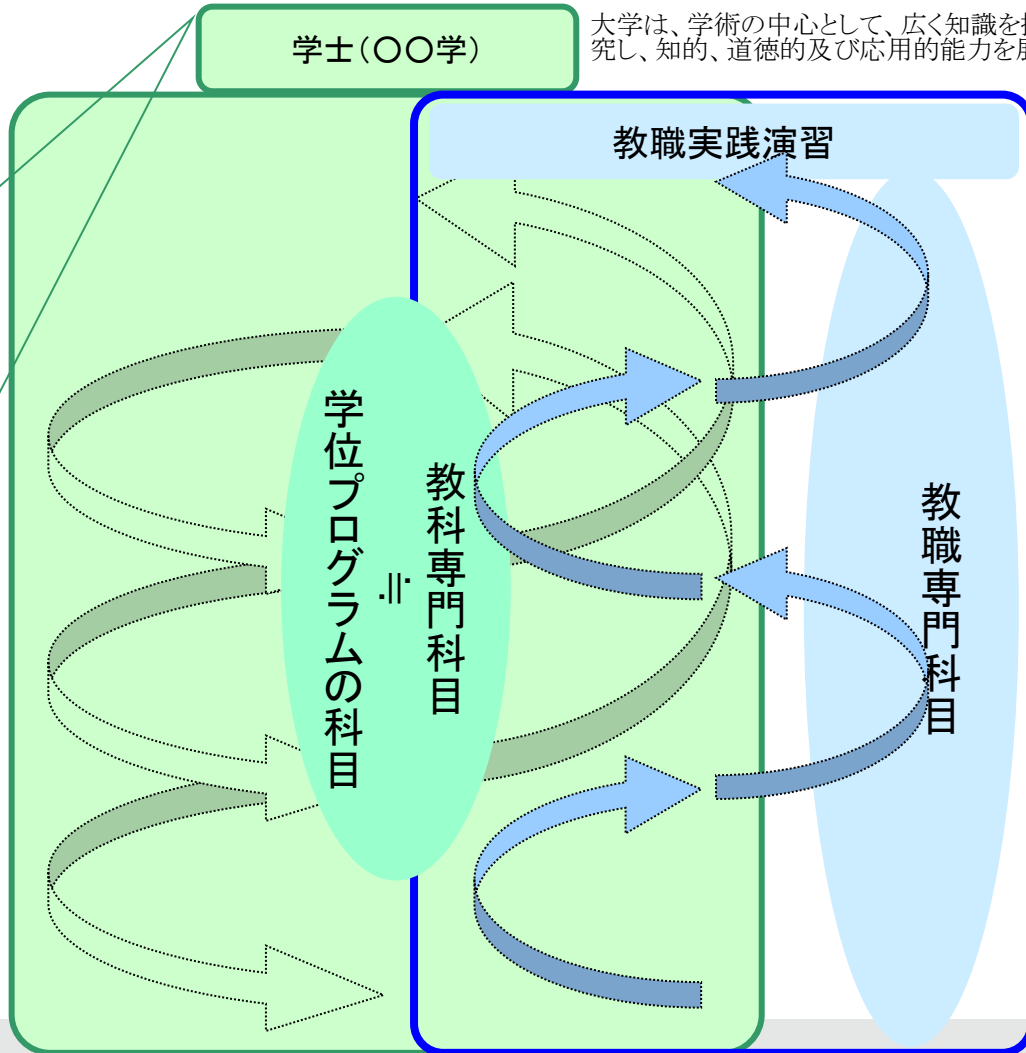 学士(〇〇学)
大学は、学術の中心として、広く知識を
究し、知的、道徳的及び応用的能力を
教職実践演習
学位プログラムの科目
=
教科専門科目
教職専門科目